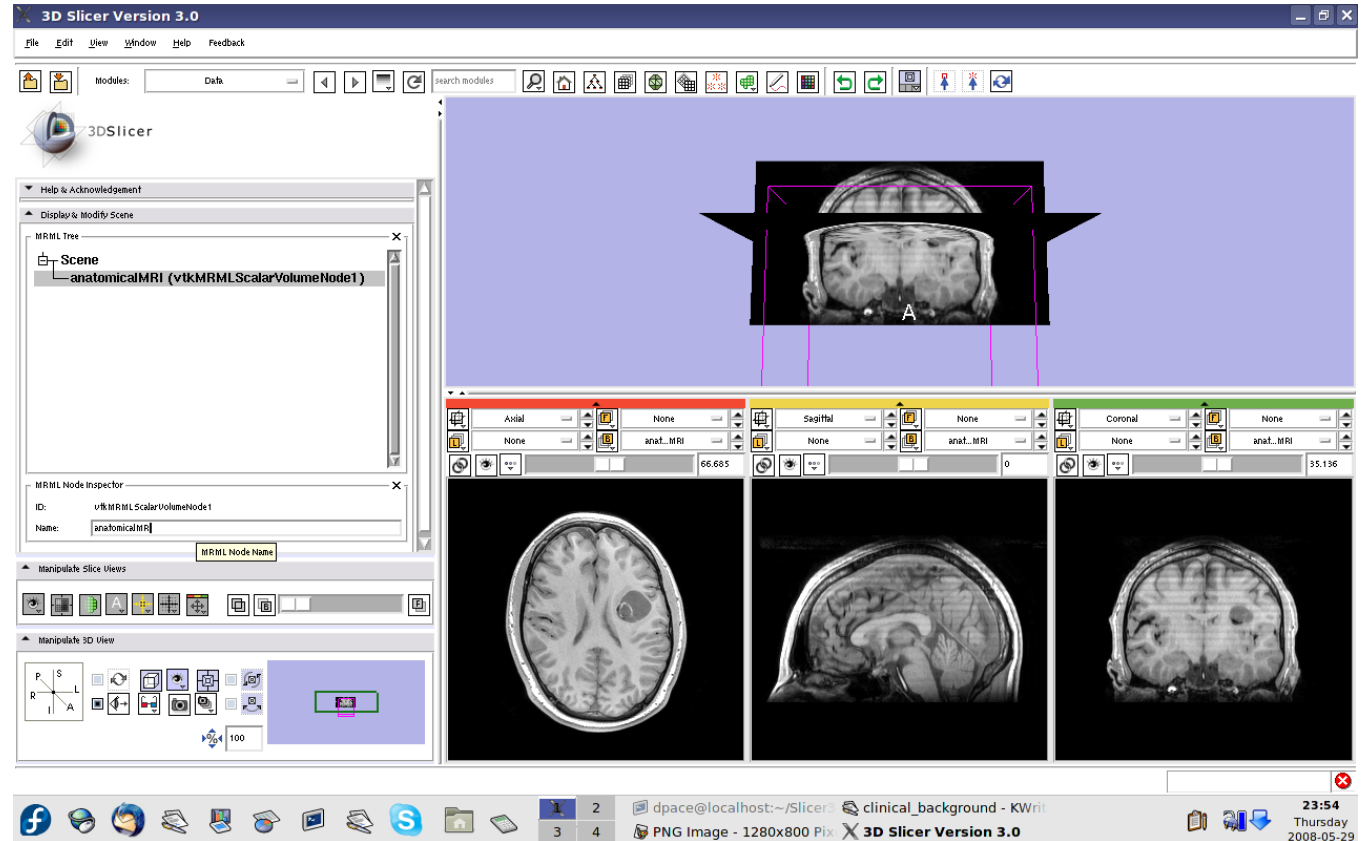 3D Slicer Version 3.0
File Edit View Window Help Feedback
Modules: Data search modules
3DSlicer
Help & Acknowledgement
Display & Modify Scene
MRML Tree
Scene
anatomicalMRI (vtkMRMLScalarVolumeNode1)
MRML Node Inspector
ID: vtkMRMLScalarVolumeNode1
Name: anatomicalMRI
MRML Node Name
Manipulate Slice Views
A
B
F
Manipulate 3D View
P S
R L
I A
% 100
A
Axial F None
L None B anat...MRI
66.685
Sagittal F None
L None B anat...MRI
0
Coronal F None
L None B anat...MRI
35.136
1 2
3 4
dpace@localhost:~/Slicer3
clinical_background - KWrit
PNG Image - 1280x800 Pix
3D Slicer Version 3.0
23:54
Thursday
2008-05-29